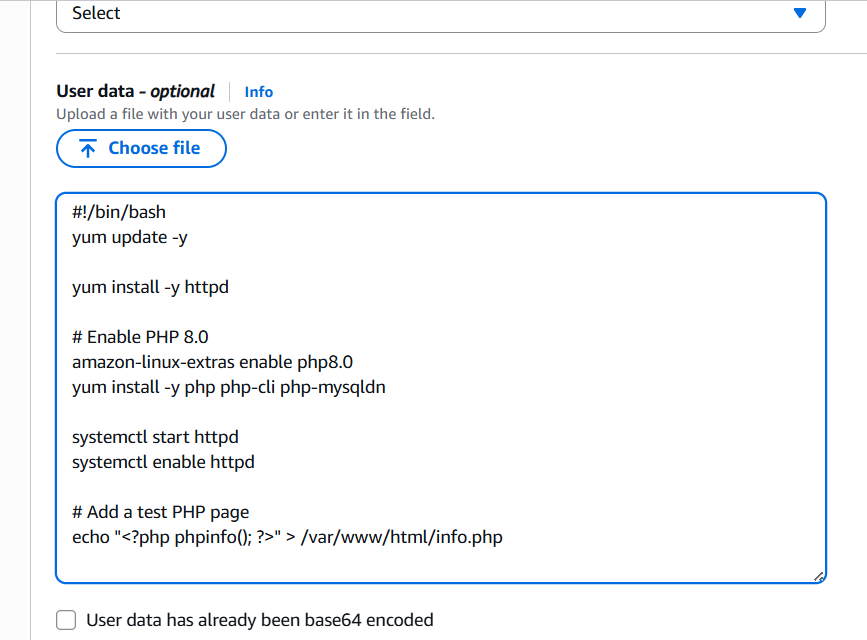 Select
User data - optional Info
Upload a file with your user data or enter it in the field.
Choose file
#!/bin/bash
yum update -y
yum install -y httpd
# Enable PHP 8.0
amazon-linux-extras enable php8.0
yum install -y php php-cli php-mysqldn
systemctl start httpd
systemctl enable httpd
# Add a test PHP page
echo "<?php phpinfo(); ?>" > /var/www/html/info.php
User data has already been base64 encoded